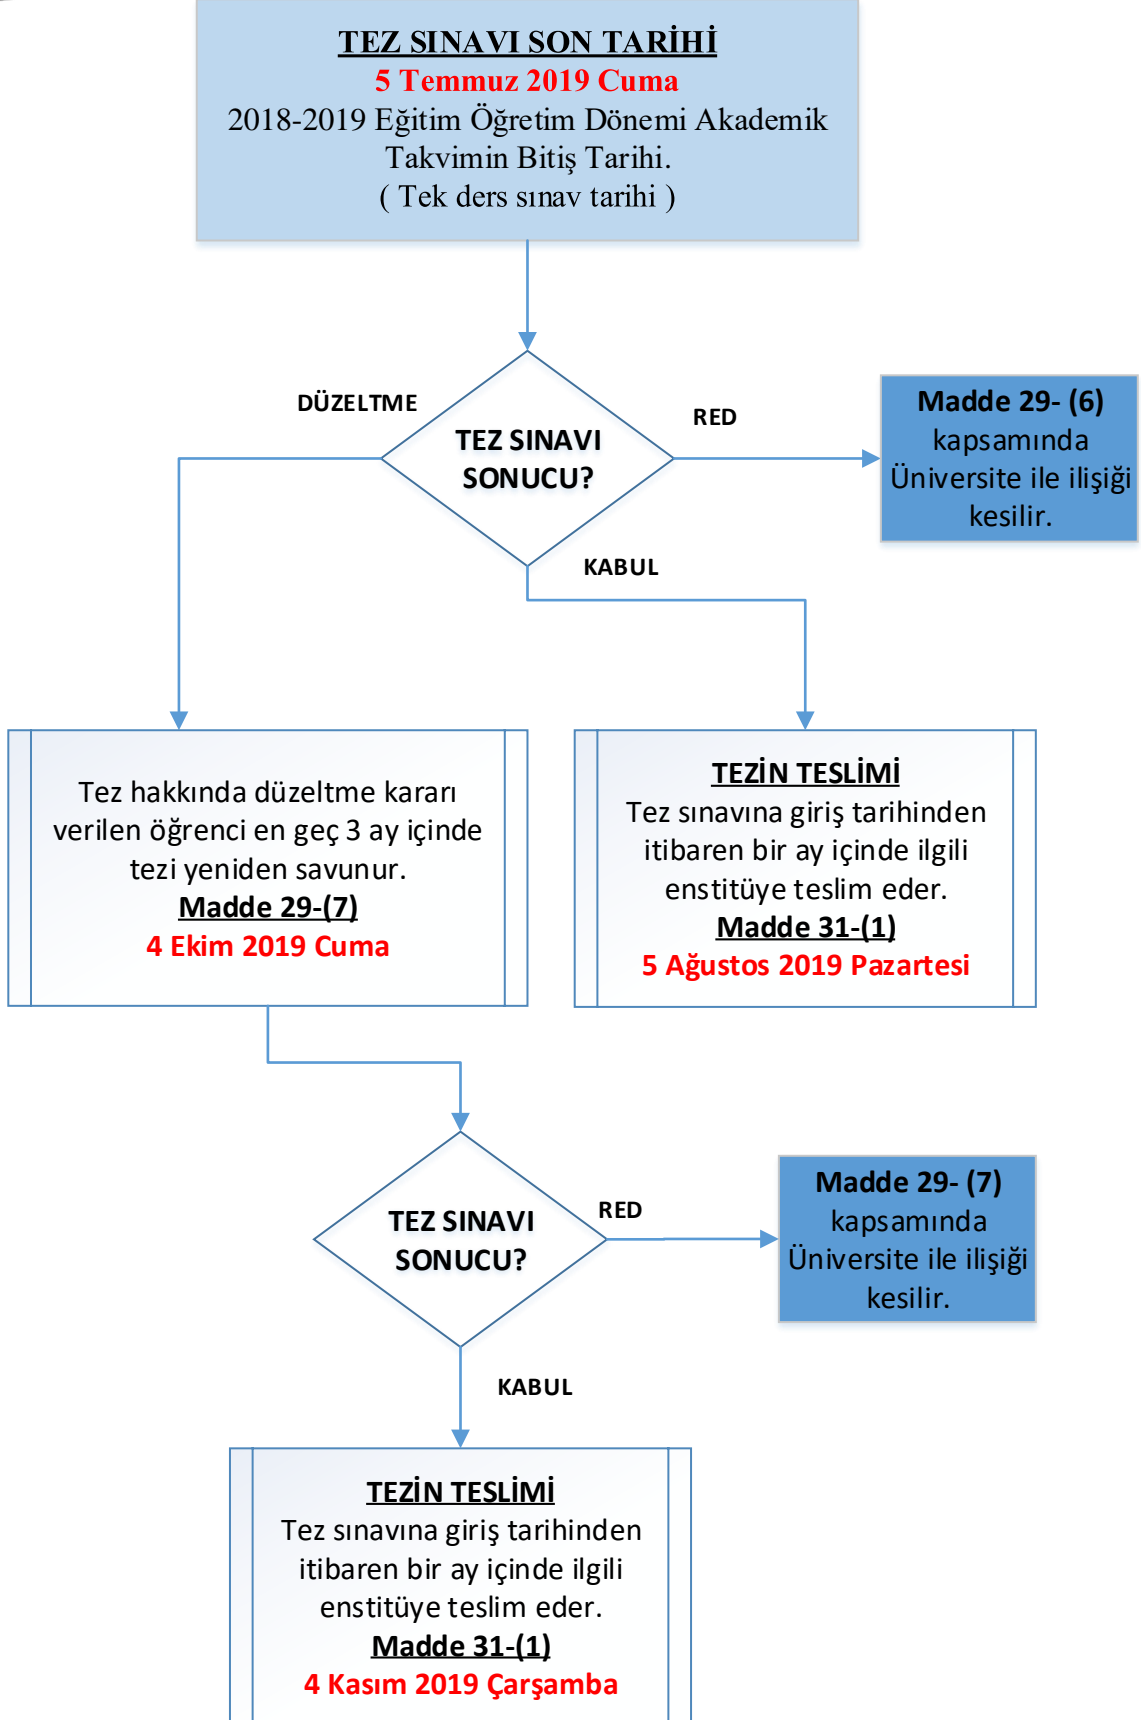 TEZ SINAVI SON TARİHİ
5 Temmuz 2019 Cuma
2018-2019 Eğitim Öğretim Dönemi Akademik
Takvimin Bitiş Tarihi.
( Tek ders sınav tarihi )
DÜZELTME
TEZ SINAVI
SONUCU?
RED
Madde 29- (6)
kapsamında
Üniversite ile ilişiği
kesilir.
KABUL
Tez hakkında düzeltme kararı
verilen öğrenci en geç 3 ay içinde
tezi yeniden savunur.
Madde 29-(7)
4 Ekim 2019 Cuma
TEZİN TESLİMİ
Tez sınavına giriş tarihinden
itibaren bir ay içinde ilgili
enstitüye teslim eder.
Madde 31-(1)
5 Ağustos 2019 Pazartesi
TEZ SINAVI
SONUCU?
RED
Madde 29- (7)
kapsamında
Üniversite ile ilişiği
kesilir.
KABUL
TEZİN TESLİMİ
Tez sınavına giriş tarihinden
itibaren bir ay içinde ilgili
enstitüye teslim eder.
Madde 31-(1)
4 Kasım 2019 Çarşamba